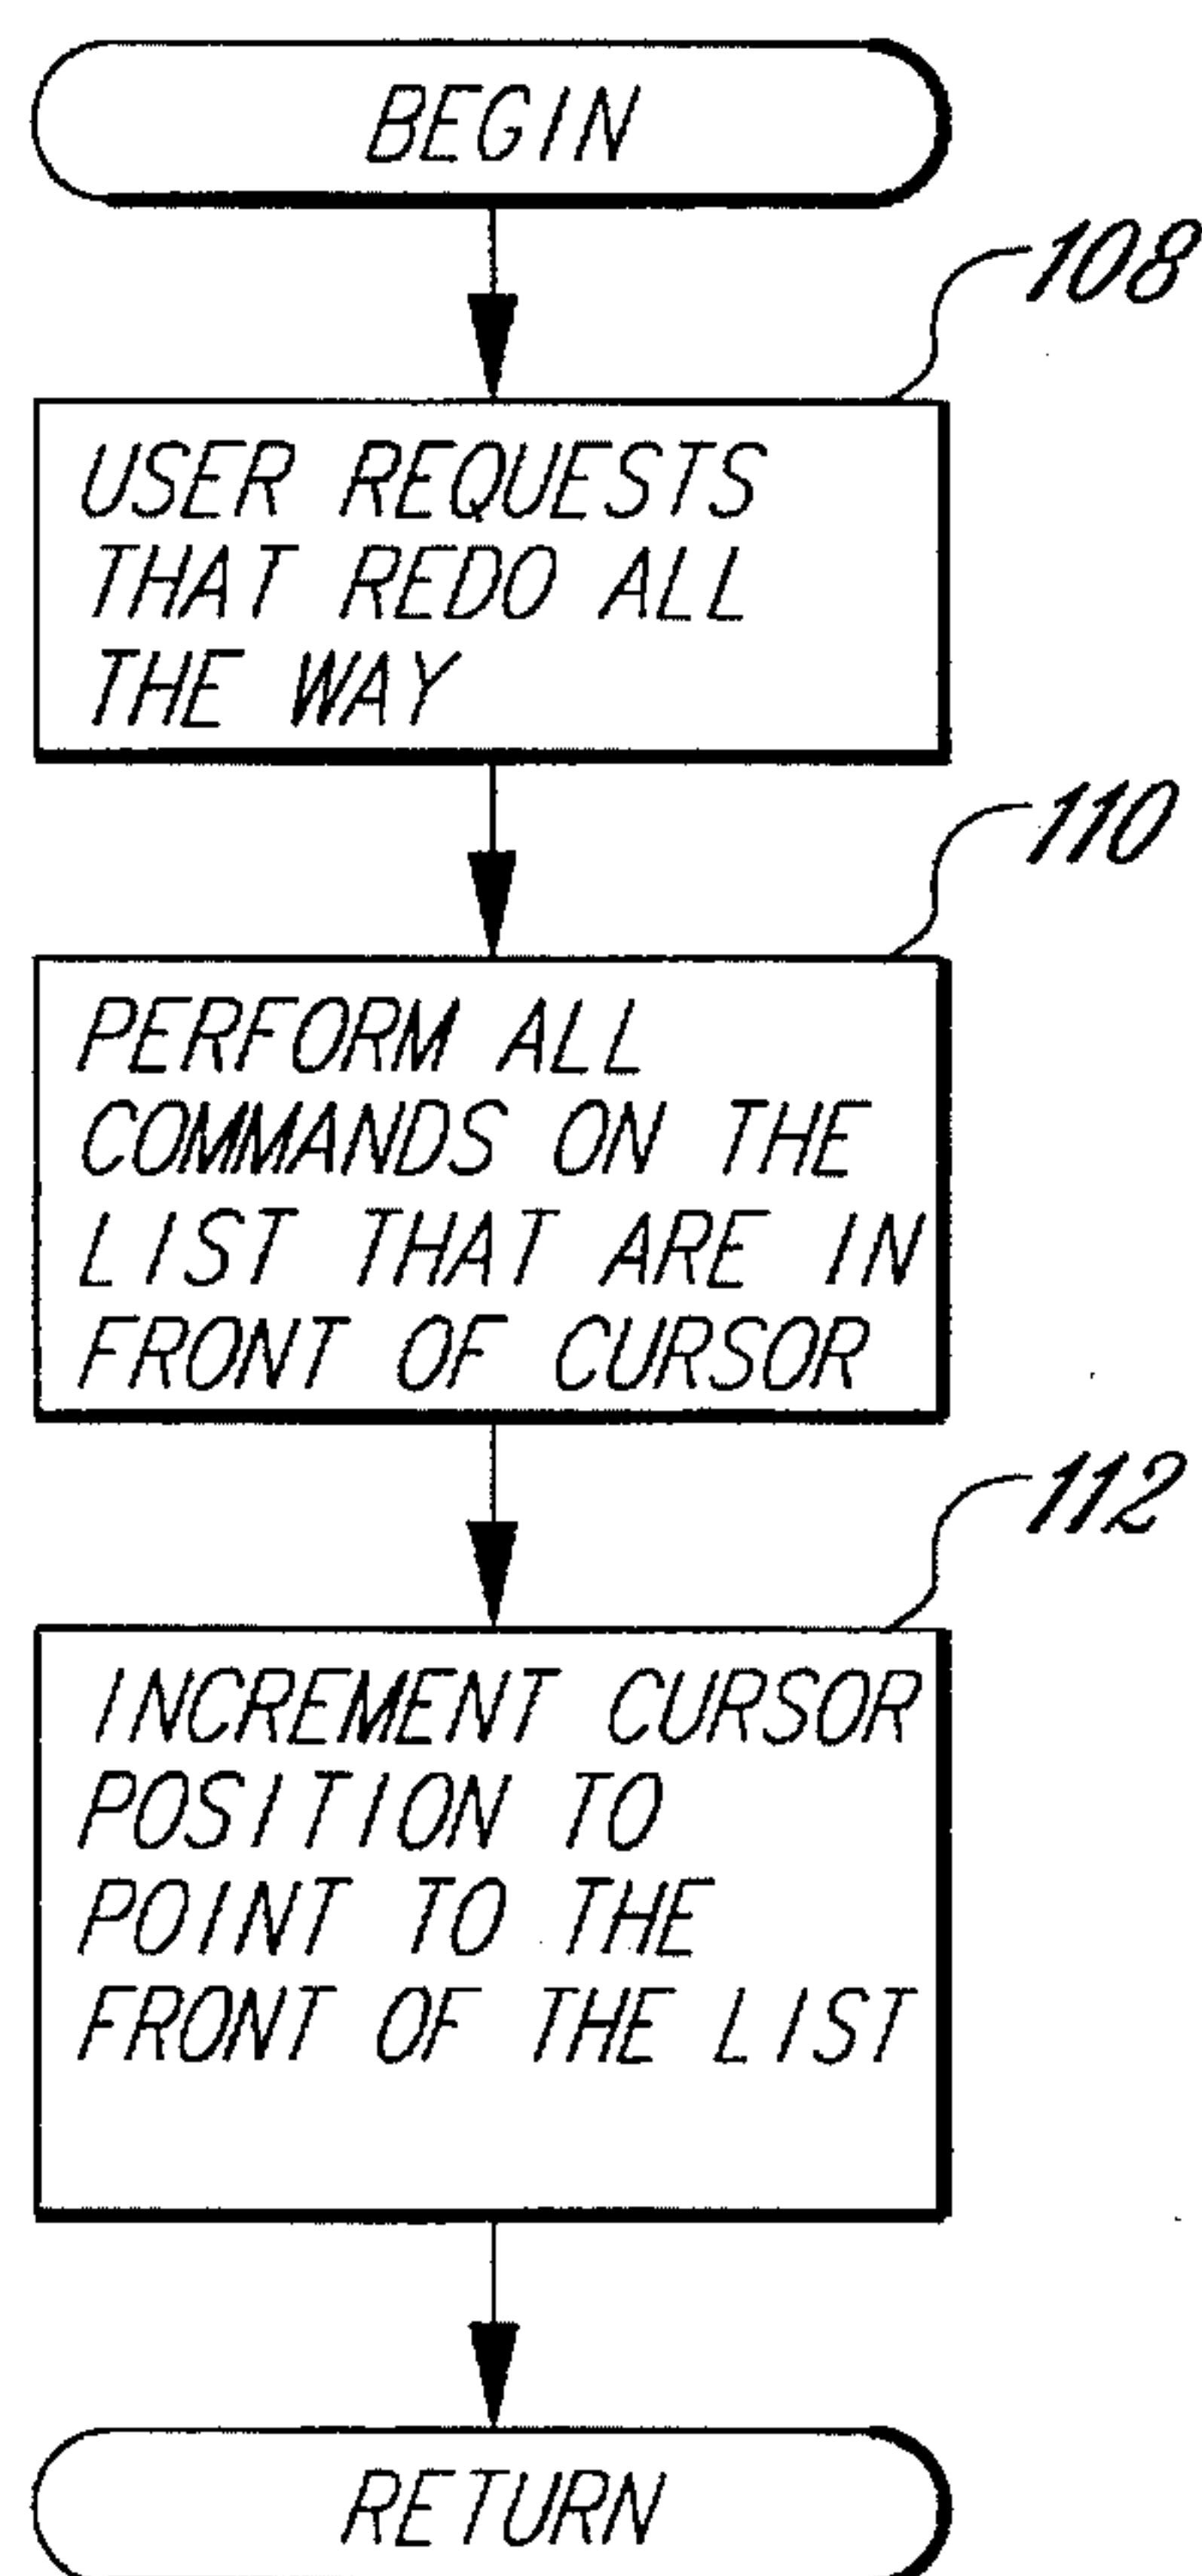 BEGIN
108
USER REQUESTS
THAT REDO ALL
THE WAY
110
PERFORM ALL
COMMANDS ON THE
LIST THAT ARE IN
FRONT OF CURSOR
112
INCREMENT CURSOR
POSITION TO
POINT TO THE
FRONT OF THE LIST
RETURN